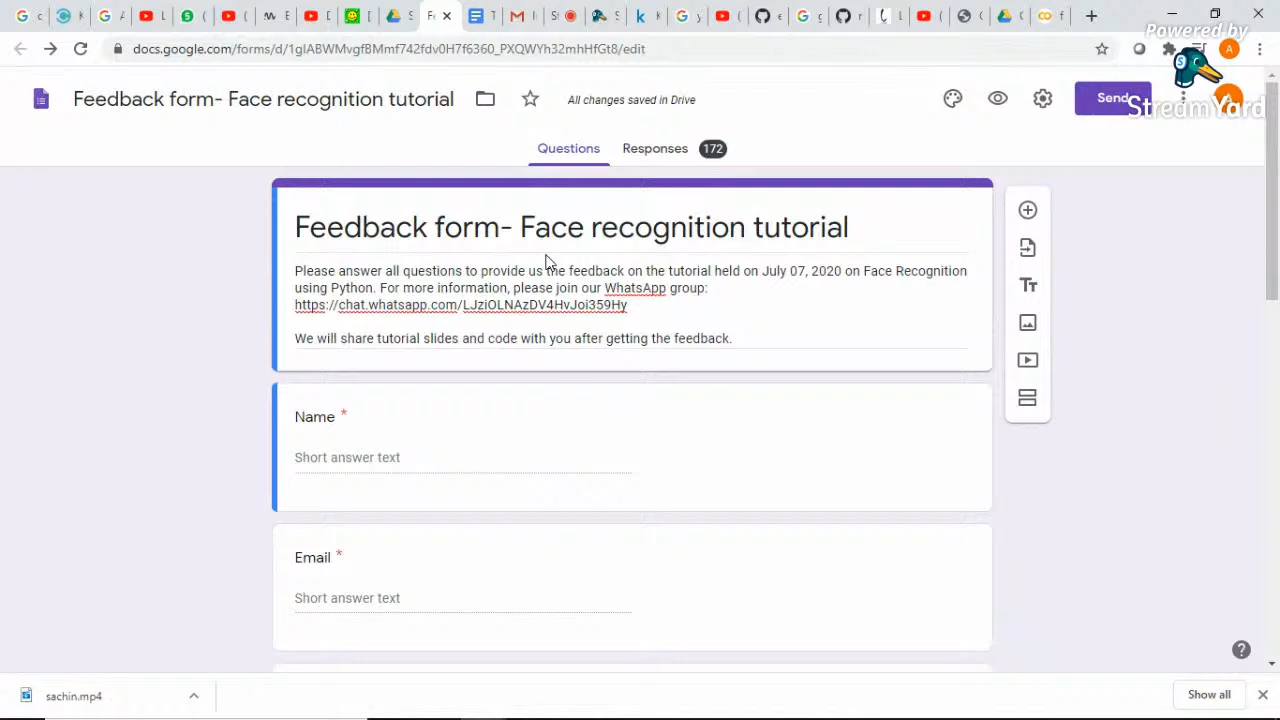 docs.google.com/forms/d/1gIABWMvgfBMmf742fdv0H7f6360_PXQWYh32mhHfGt8/edit
Powered by
StreamYard
Feedback form- Face recognition tutorial
All changes saved in Drive
Send
Questions
Responses 172
Feedback form- Face recognition tutorial
Please answer all questions to provide us the feedback on the tutorial held on July 07, 2020 on Face Recognition
using Python. For more information, please join our WhatsApp group:
https://chat.whatsapp.com/LJziOLNAzDV4HvJoi359Hy
We will share tutorial slides and code with you after getting the feedback.
Name *
Short answer text
Email *
Short answer text
sachin.mp4
Show all